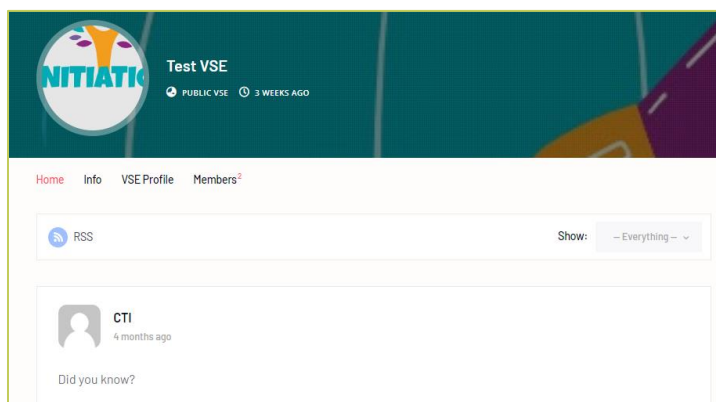 NITIATI
Test VSE
PUBLIC VSE 3 WEEKS AGO
Home Info VSE Profile Members 2
RSS Show: — Everything —
CTI
4 months ago
Did you know?